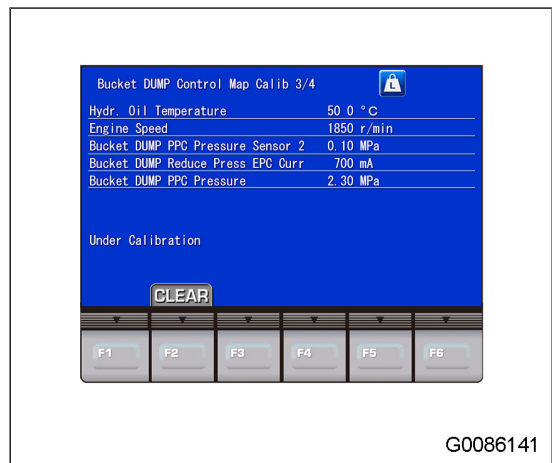 Bucket DUMP Control Map Calib 3/4
L
Hydr. Oil Temperature 50 0 °C
Engine Speed 1850 r/min
Bucket DUMP PPC Pressure Sensor 2 0.10 MPa
Bucket DUMP Reduce Press EPC Curr 700 mA
Bucket DUMP PPC Pressure 2.30 MPa
Under Calibration
CLEAR
F1 F2 F3 F4 F5 F6
G0086141